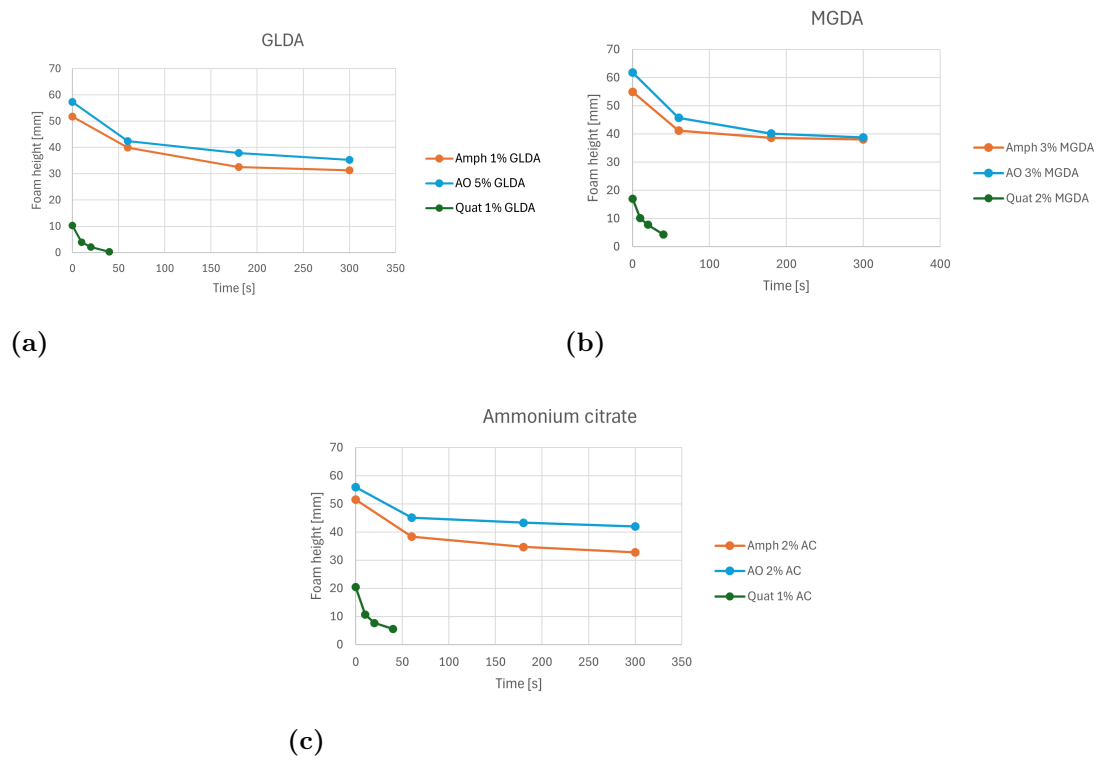 GLDA
Foam height [mm]
70
60
50
40
30
20
10
0
0 50 100 150 200 250 300 350
Time [s]
Amph 1% GLDA
AO 5% GLDA
Quat 1% GLDA
(a)
MGDA
Foam height [mm]
70
60
50
40
30
20
10
0
0 100 200 300 400
Time [s]
Amph 3% MGDA
AO 3% MGDA
Quat 2% MGDA
(b)
Ammonium citrate
Foam height [mm]
70
60
50
40
30
20
10
0
0 50 100 150 200 250 300 350
Time [s]
Amph 2% AC
AO 2% AC
Quat 1% AC
(c)